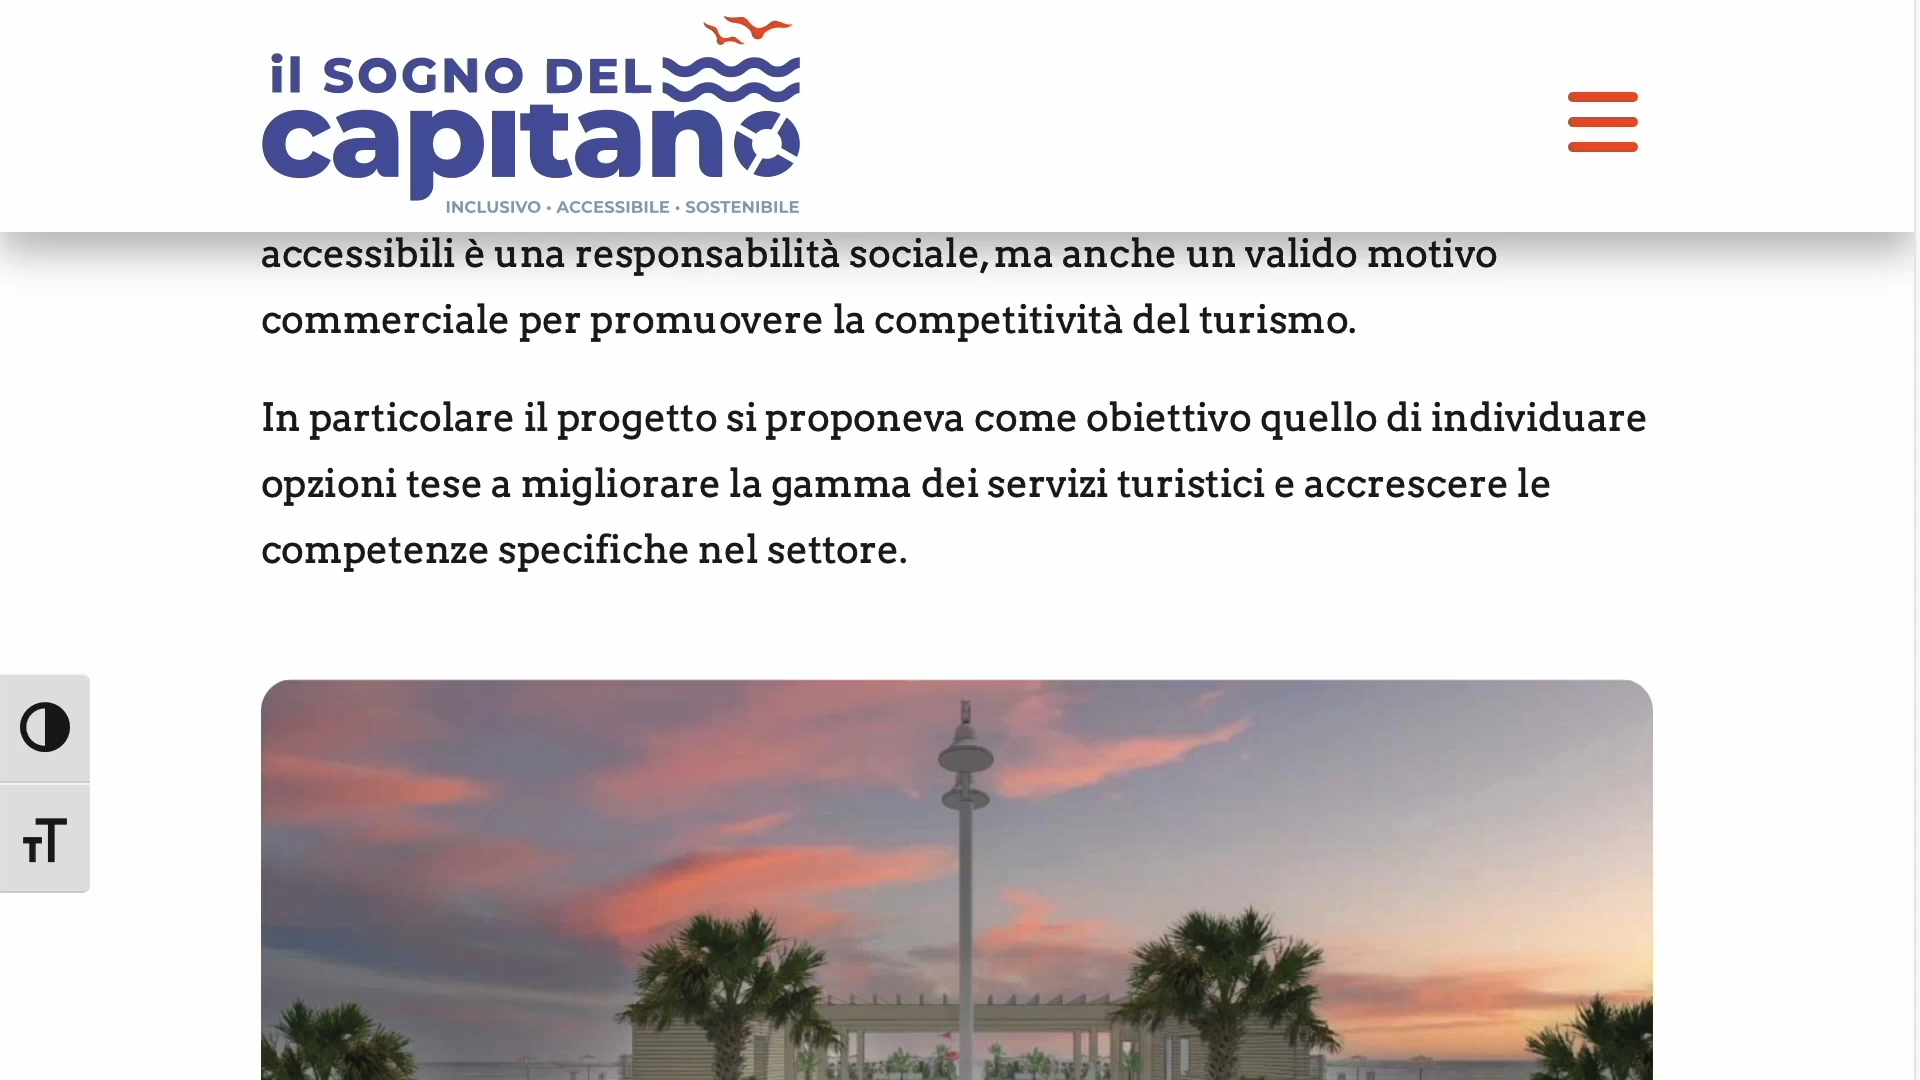 il SOGNO DEL
capitano
INCLUSIVO • ACCESSIBILE • SOSTENIBILE
accessibili è una responsabilità sociale, ma anche un valido motivo
commerciale per promuovere la competitività del turismo.
In particolare il progetto si proponeva come obiettivo quello di individuare
opzioni tese a migliorare la gamma dei servizi turistici e accrescere le
competenze specifiche nel settore.
TT